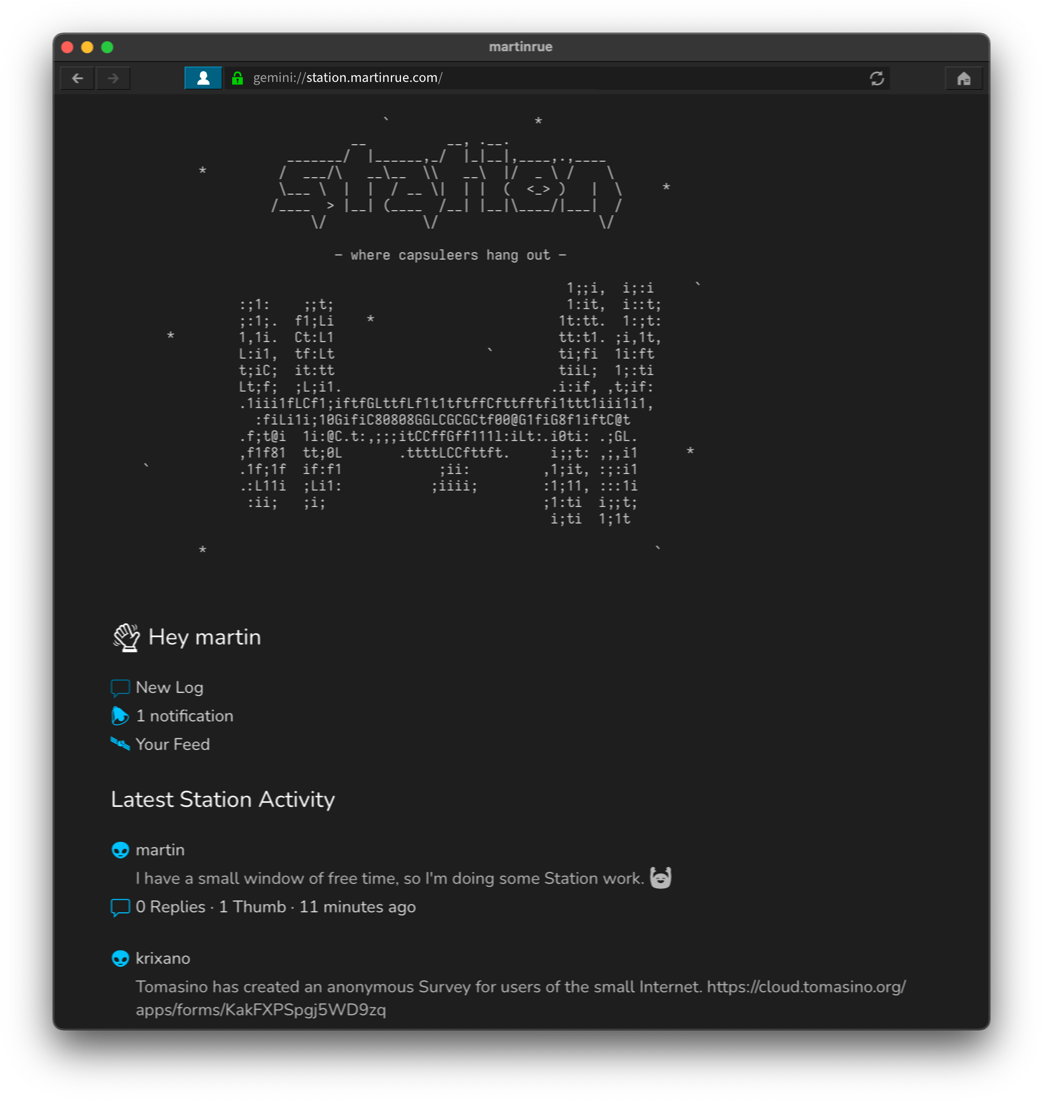 martinrue
gemini://station.martinrue.com/
station
– where capsuleers hang out –
Hey martin
New Log
1 notification
Your Feed
Latest Station Activity
martin
I have a small window of free time, so I'm doing some Station work.
0 Replies · 1 Thumb · 11 minutes ago
krixano
Tomasino has created an anonymous Survey for users of the small Internet. https://cloud.tomasino.org/
apps/forms/KakFXPSpgj5WD9zq